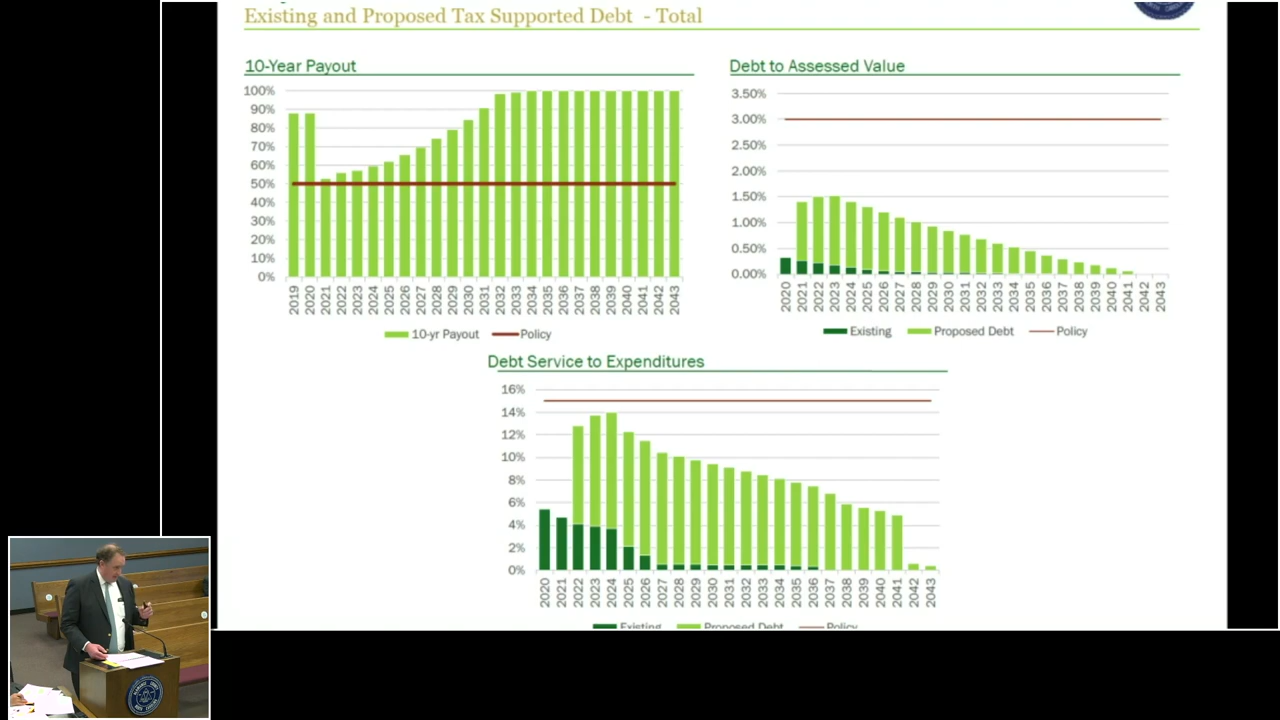 Existing and Proposed Tax Supported Debt - Total
10-Year Payout
100%
90%
80%
70%
60%
50%
40%
30%
20%
10%
0%
2019 2020 2021 2022 2023 2024 2025 2026 2027 2028 2029 2030 2031 2032 2033 2034 2035 2036 2037 2038 2039 2040 2041 2042 2043
10-yr Payout Policy
Debt to Assessed Value
3.50%
3.00%
2.50%
2.00%
1.50%
1.00%
0.50%
0.00%
2020 2021 2022 2023 2024 2025 2026 2027 2028 2029 2030 2031 2032 2033 2034 2035 2036 2037 2038 2039 2040 2041 2042 2043
Existing Proposed Debt Policy
Debt Service to Expenditures
16%
14%
12%
10%
8%
6%
4%
2%
0%
2020 2021 2022 2023 2024 2025 2026 2027 2028 2029 2030 2031 2032 2033 2034 2035 2036 2037 2038 2039 2040 2041 2042 2043
Existing Proposed Debt Policy